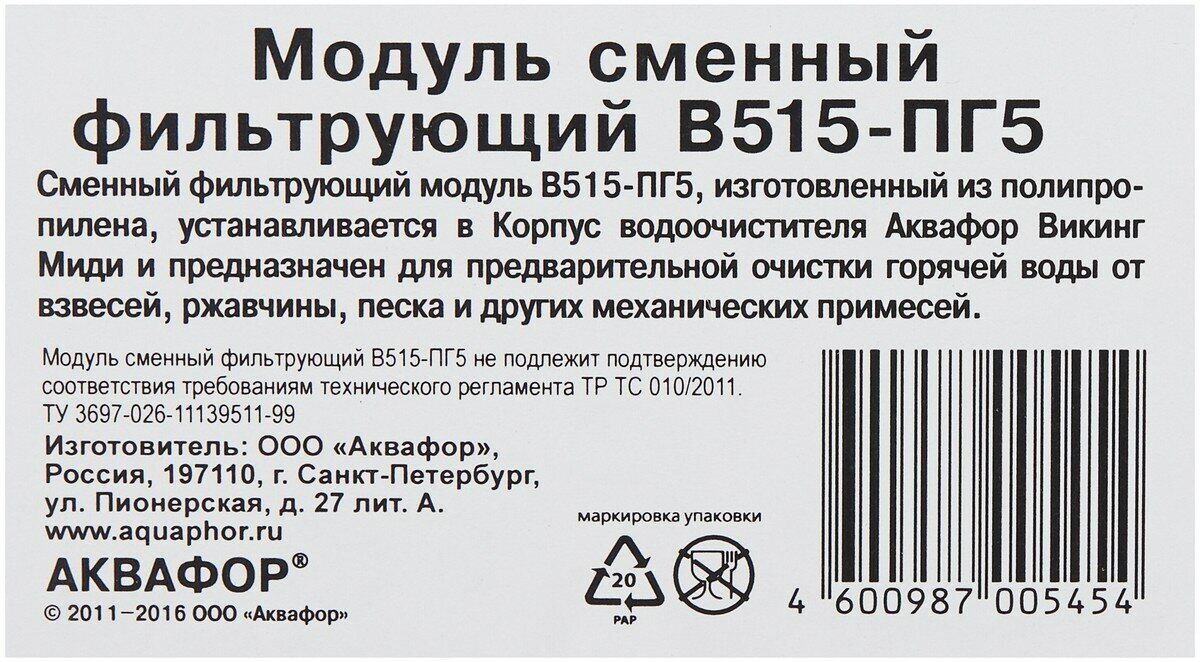 Модуль сменный
фильтрующий В515-ПГ5
Сменный фильтрующий модуль В515-ПГ5, изготовленный из полипро-
пилена, устанавливается в Корпус водоочистителя Аквафор Викинг
Миди и предназначен для предварительной очистки горячей воды от
взвесей, ржавчины, песка и других механических примесей.
Модуль сменный фильтрующий В515-ПГ5 не подлежит подтверждению
соответствия требованиям технического регламента ТР ТС 010/2011.
ТУ 3697-026-11139511-99
Изготовитель: ООО «Аквафор»,
Россия, 197110, г. Санкт-Петербург,
ул. Пионерская, д. 27 лит. А.
www.aquaphor.ru
АКВАФОР®
© 2011–2016 ООО «Аквафор»
маркировка упаковки
20
PAP
4 600987 005454